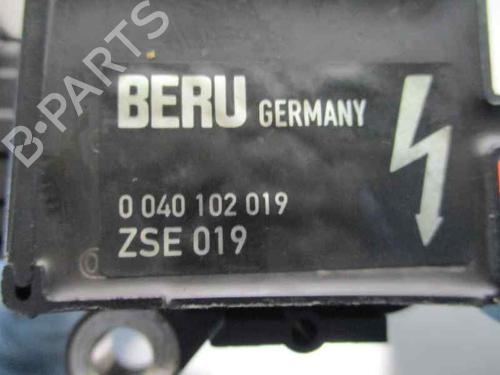 BERU GERMANY
0 040 102 019
ZSE 019
B-PARTS